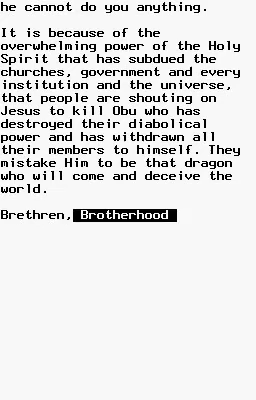 he cannot do you anything.
It is because of the
overwhelming power of the Holy
Spirit that has subdued the
churches, government and every
institution and the universe,
that people are shouting on
Jesus to kill Obu who has
destroyed their diabolical
power and has withdrawn all
their members to himself. They
mistake Him to be that dragon
who will come and deceive the
world.
Brethren, Brotherhood